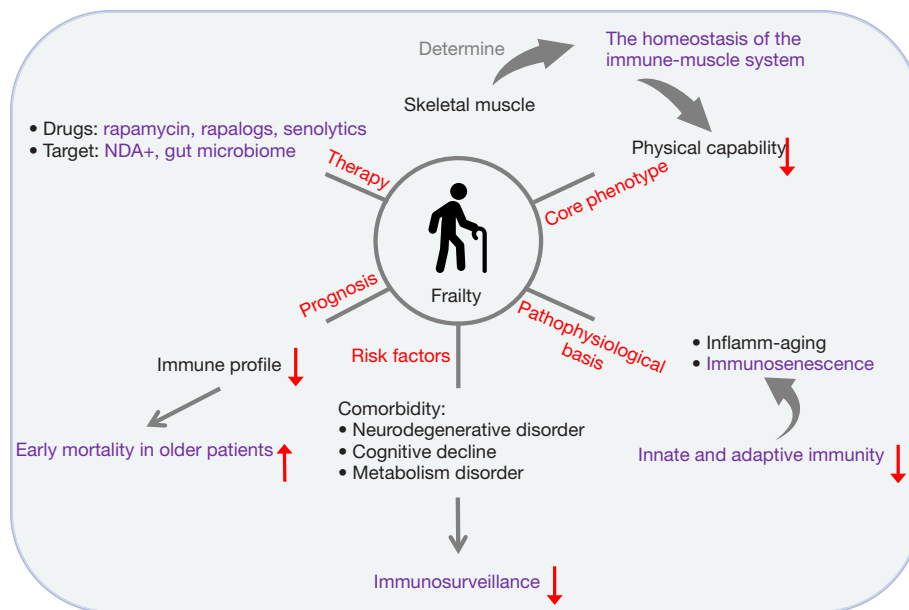 Determine
The homeostasis of the
immune-muscle system
Skeletal muscle
Physical capability
• Drugs: rapamycin, rapalogs, senolytics
• Target: NDA+, gut microbiome
Therapy
Core phenotype
Frailty
Prognosis
Risk factors
Pathophysiological
basis
Immune profile
Early mortality in older patients
Comorbidity:
• Neurodegenerative disorder
• Cognitive decline
• Metabolism disorder
Immunosurveillance
• Inflamm-aging
• Immunosenescence
Innate and adaptive immunity